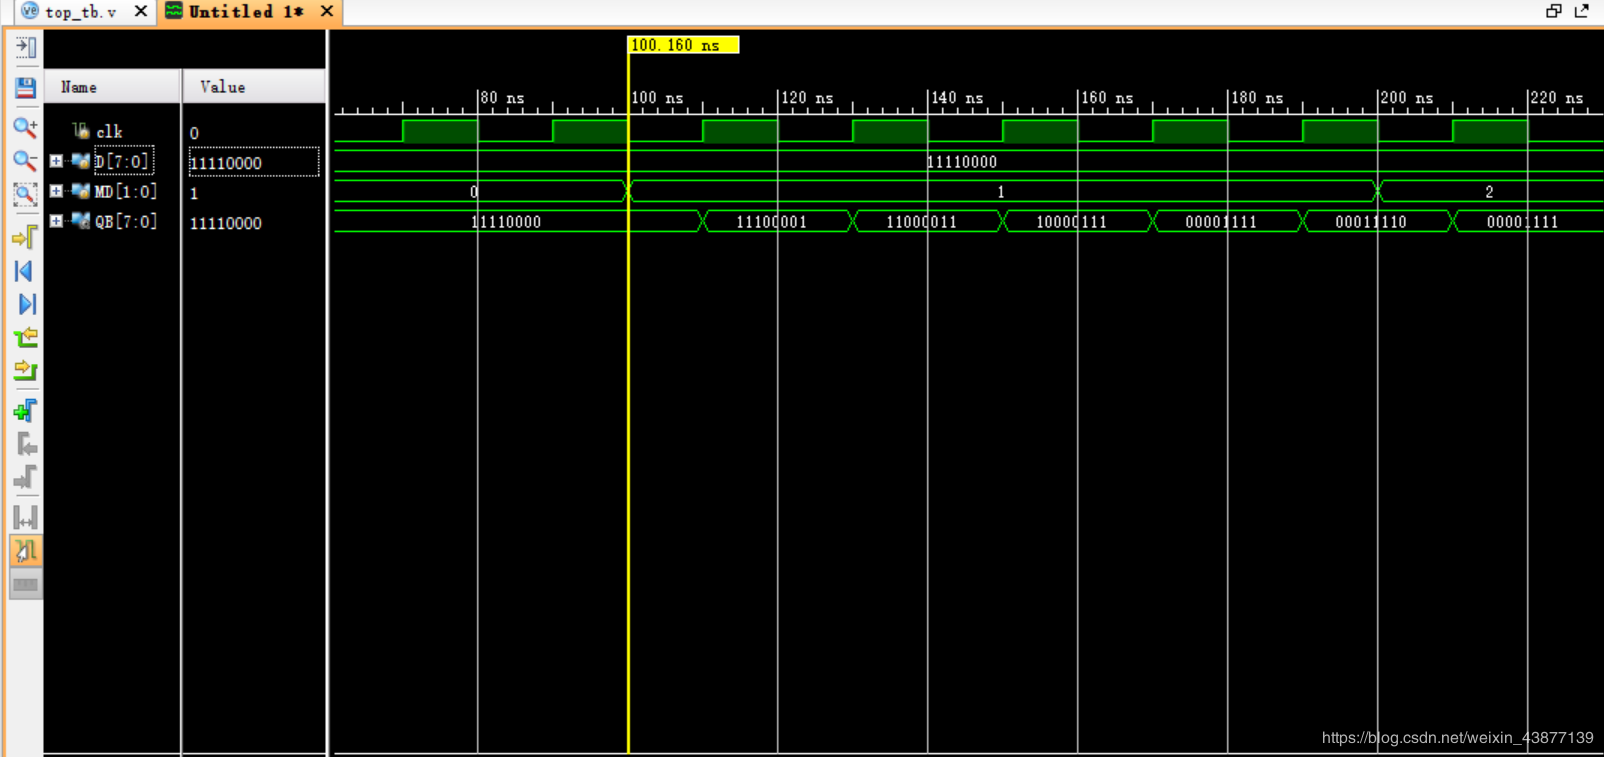 top_tb.v
Untitled 1*
100.160 ns
Name Value
80 ns 100 ns 120 ns 140 ns 160 ns 180 ns 200 ns 220 ns
clk 0
D[7:0] 11110000 11110000
MD[1:0] 1 0 1 2
QB[7:0] 11110000 11110000 11100001 11000011 10000111 00001111 00011110 00001111
https://blog.csdn.net/weixin_43877139